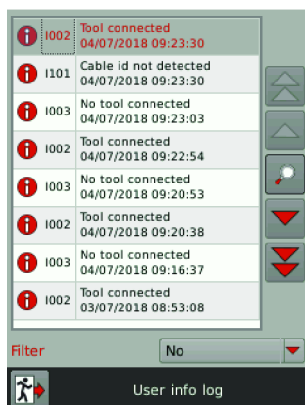 I002 Tool connected
04/07/2018 09:23:30
I101 Cable id not detected
04/07/2018 09:23:30
I003 No tool connected
04/07/2018 09:23:03
I002 Tool connected
04/07/2018 09:22:54
I003 No tool connected
04/07/2018 09:20:53
I002 Tool connected
04/07/2018 09:20:38
I003 No tool connected
04/07/2018 09:16:37
I002 Tool connected
03/07/2018 08:53:08
Filter No
User info log